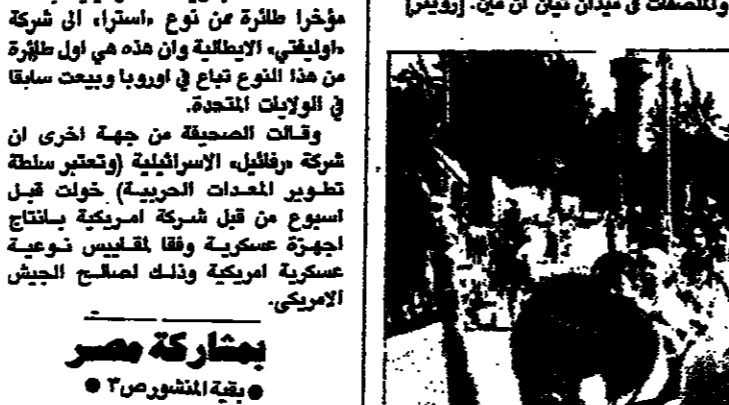 مؤخرا طائرة من نوع «استرا» الى شركة
«اوليفتي» الايطالية وان هذه هي اول طائرة
من هذا النوع تباع في اوروبا وبيعت سابقا
في الولايات المتحدة.
وقالت الصحيفة من جهة اخرى ان
شركة «رفائيل» الاسرائيلية (وتعتبر سلطة
تطوير المعدات الحربية) خولت قبل
اسبوع من قبل شركة امريكية بانتاج
اجهزة عسكرية وفقا لمقاييس نوعية
عسكرية امريكية وذلك لصالح الجيش
الامريكي.
بمشاركة مصر
● بقية المنشور ص٣ ●
والملصقات في ميدان تيان ان مين. [رويتر]